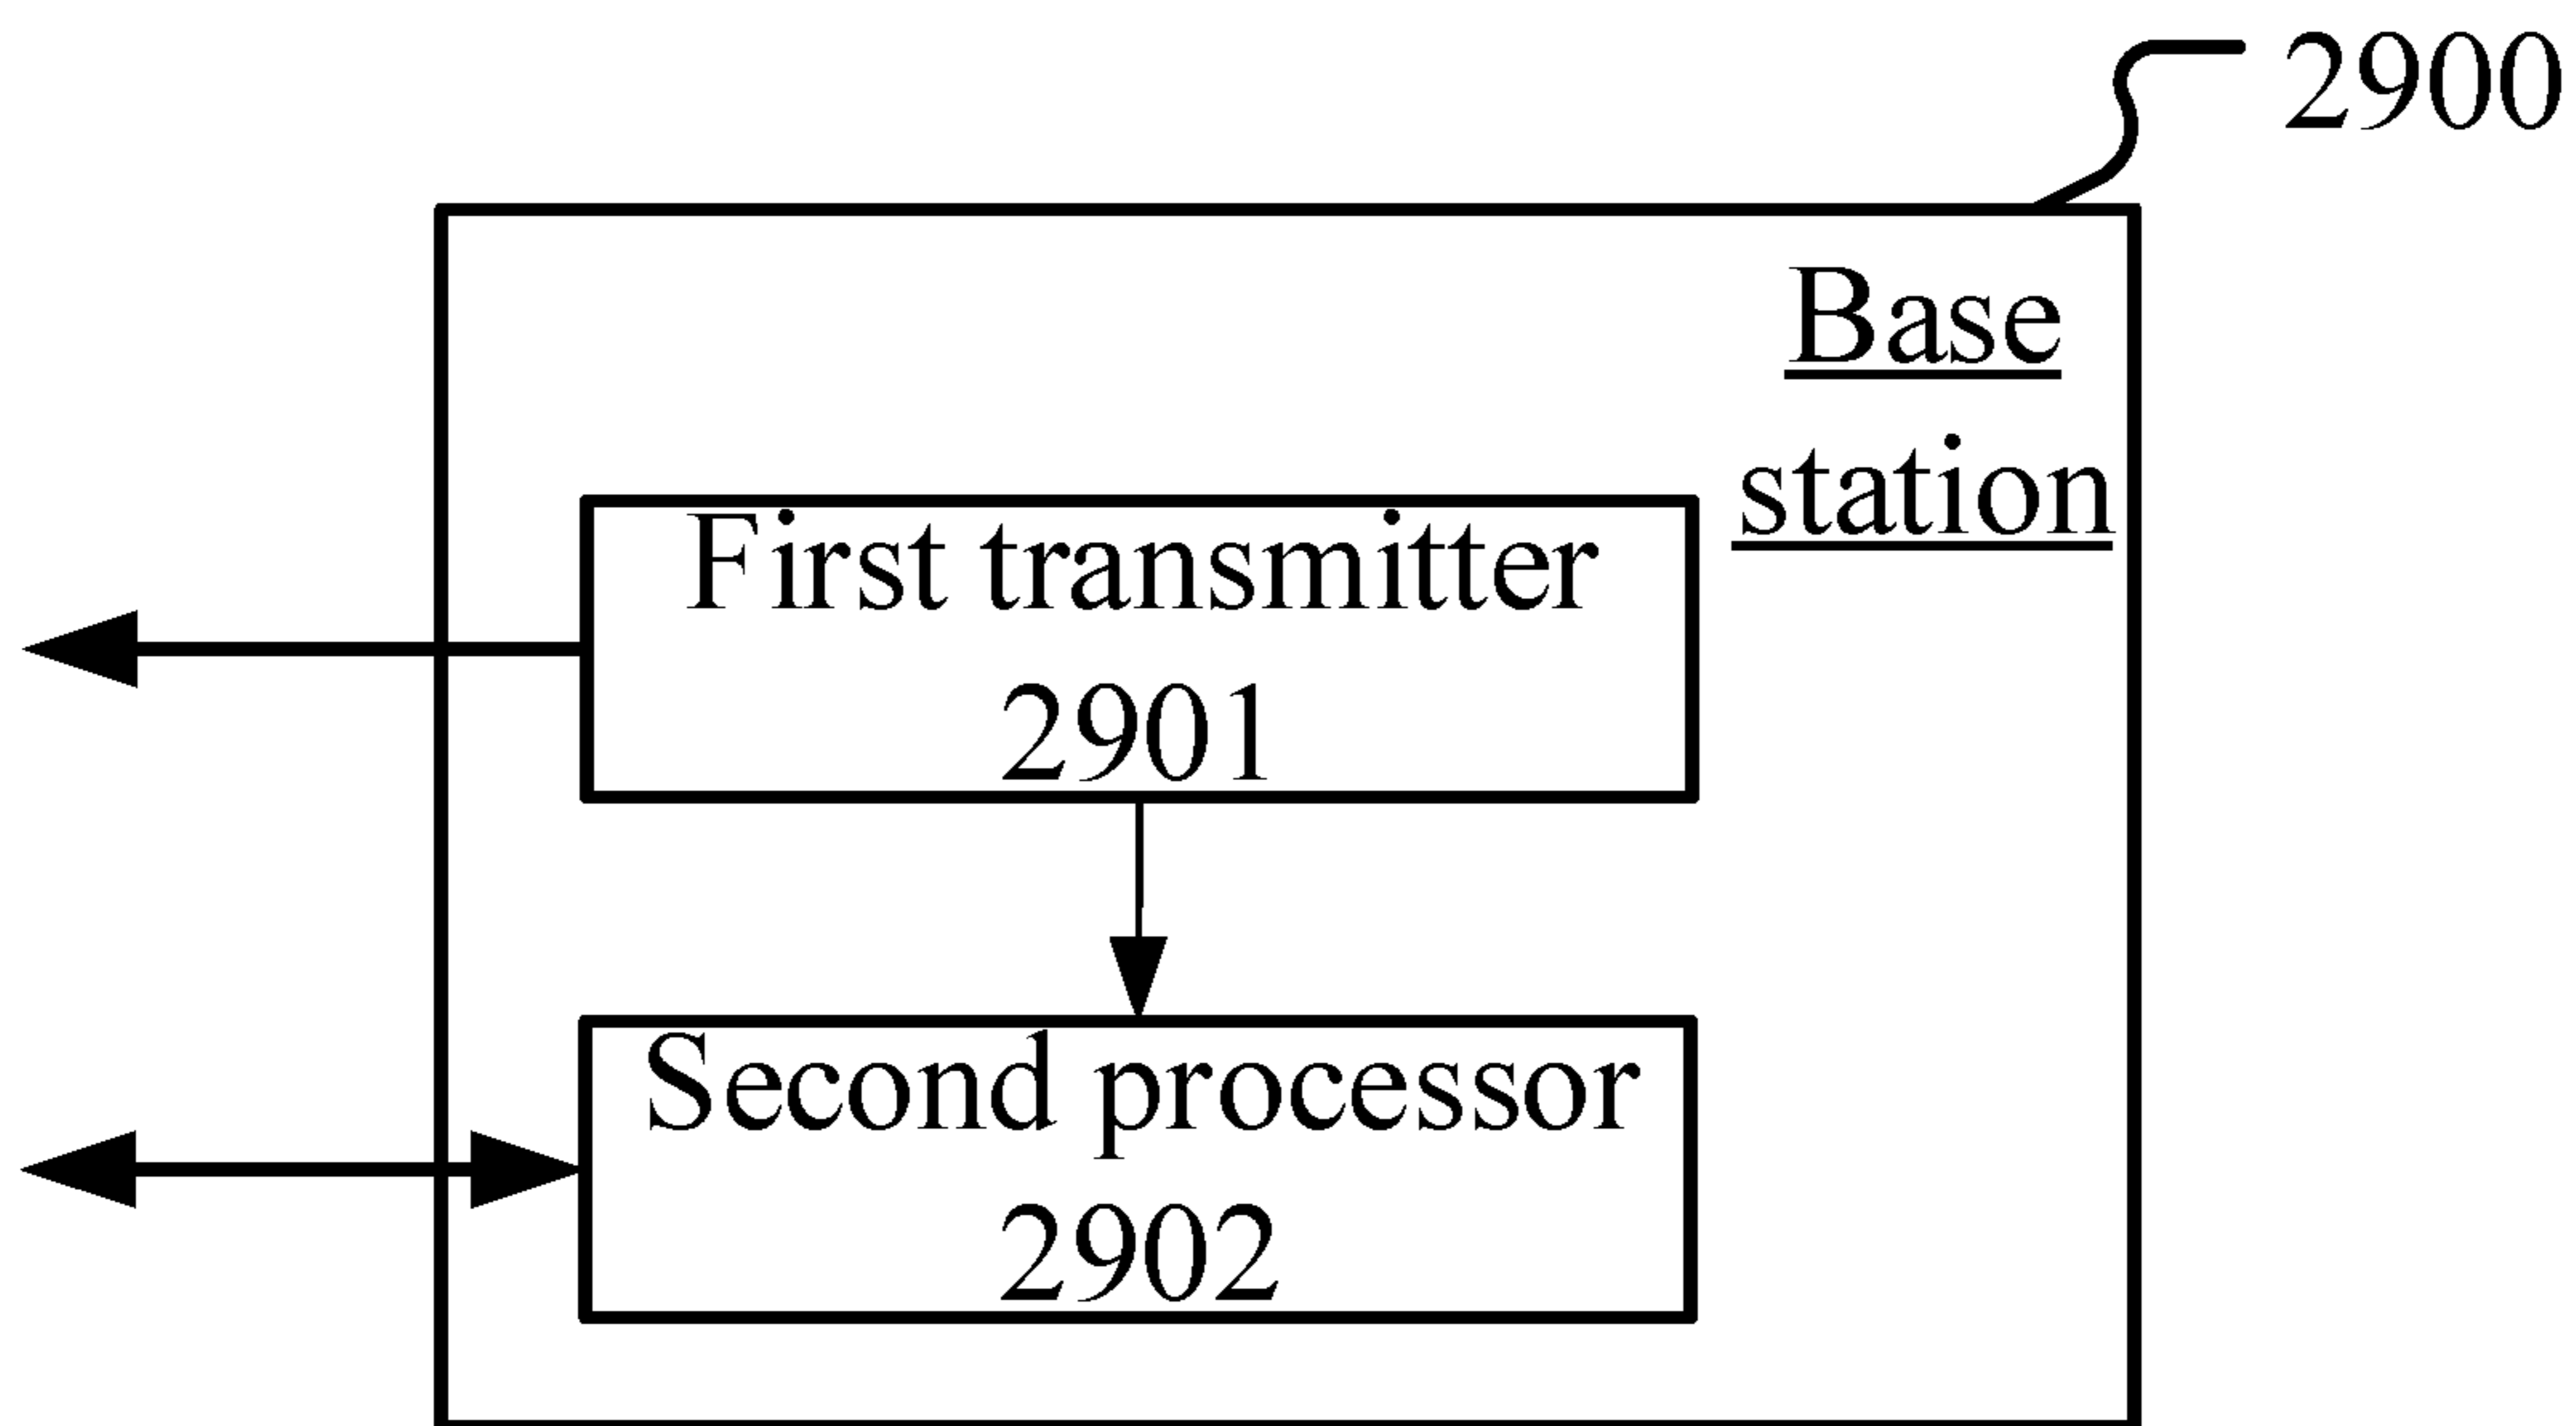 2900
Base
station
First transmitter
2901
Second processor
2902